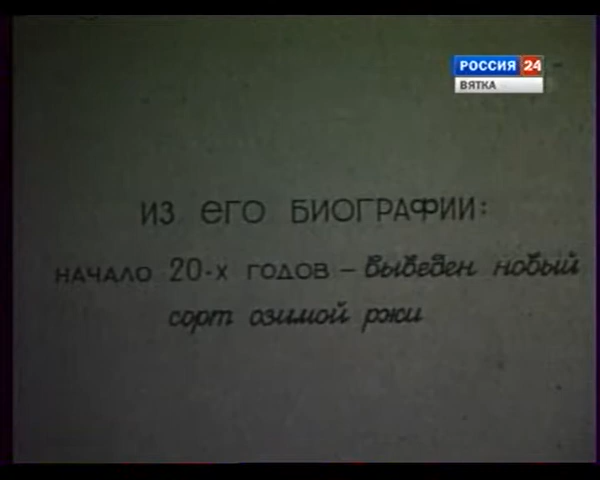 РОССИЯ 24
ВЯТКА
ИЗ ЕГО БИОГРАФИИ:
НАЧАЛО 20-Х ГОДОВ – выведен новый
сорт озимой ржи